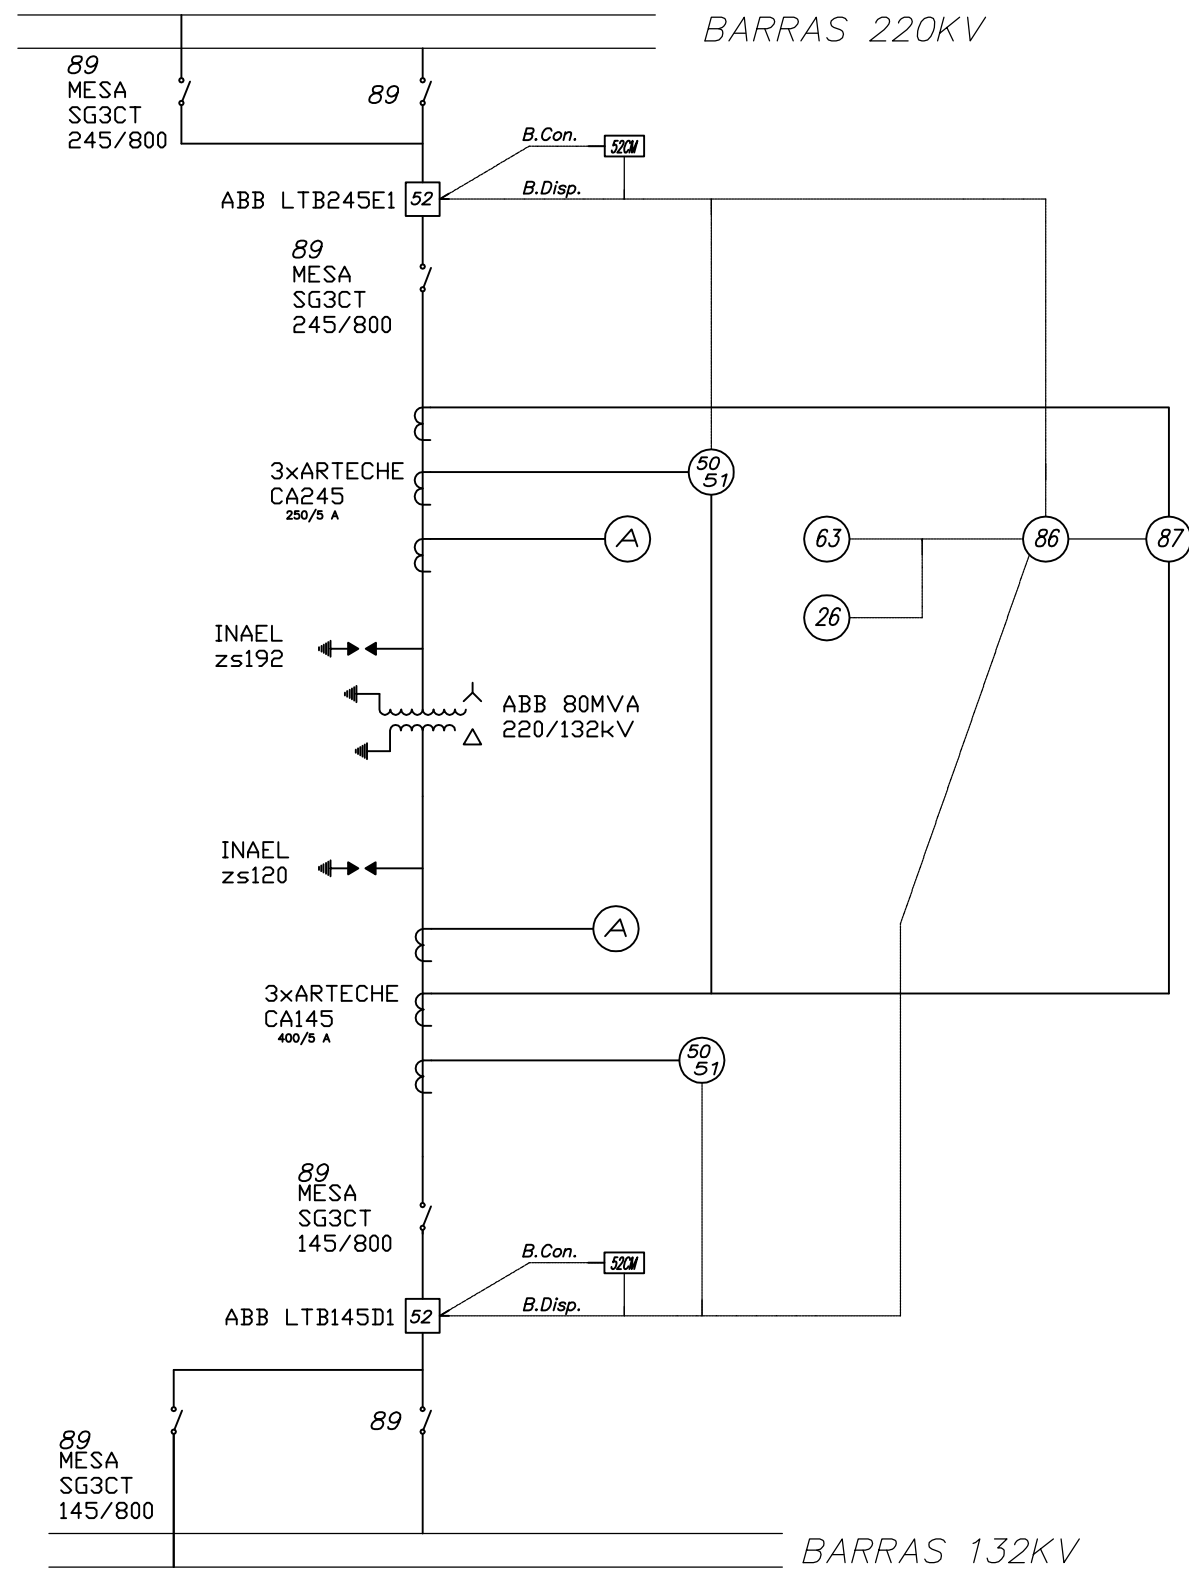 BARRAS 220KV
89
MESA
SG3CT
245/800
89
B.Con.
52CM
B.Disp.
ABB LTB245E1
52
89
MESA
SG3CT
245/800
3xARTECHE
CA245
250/5 A
50
51
A
63
86
87
26
INAEL
zs192
ABB 80MVA
220/132kV
INAEL
zs120
A
3xARTECHE
CA145
400/5 A
50
51
89
MESA
SG3CT
145/800
B.Con.
52CM
B.Disp.
ABB LTB145D1
52
89
89
MESA
SG3CT
145/800
BARRAS 132KV